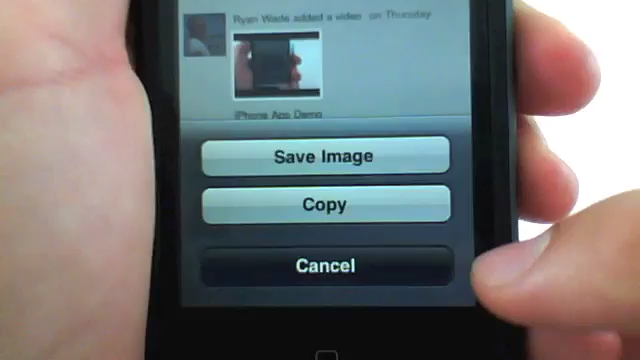 Ryan Wade added a video on Thursday
iPhone App Demo
Save Image
Copy
Cancel